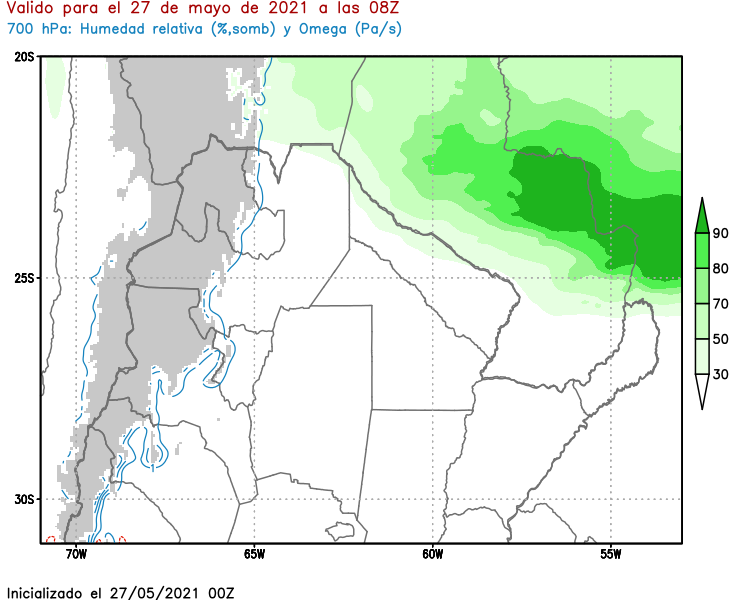 Valido para el 27 de mayo de 2021 a las 08Z
700 hPa: Humedad relativa (%,somb) y Omega (Pa/s)
20S
25S
30S
70W 65W 60W 55W
90
80
70
50
30
Inicializado el 27/05/2021 00Z